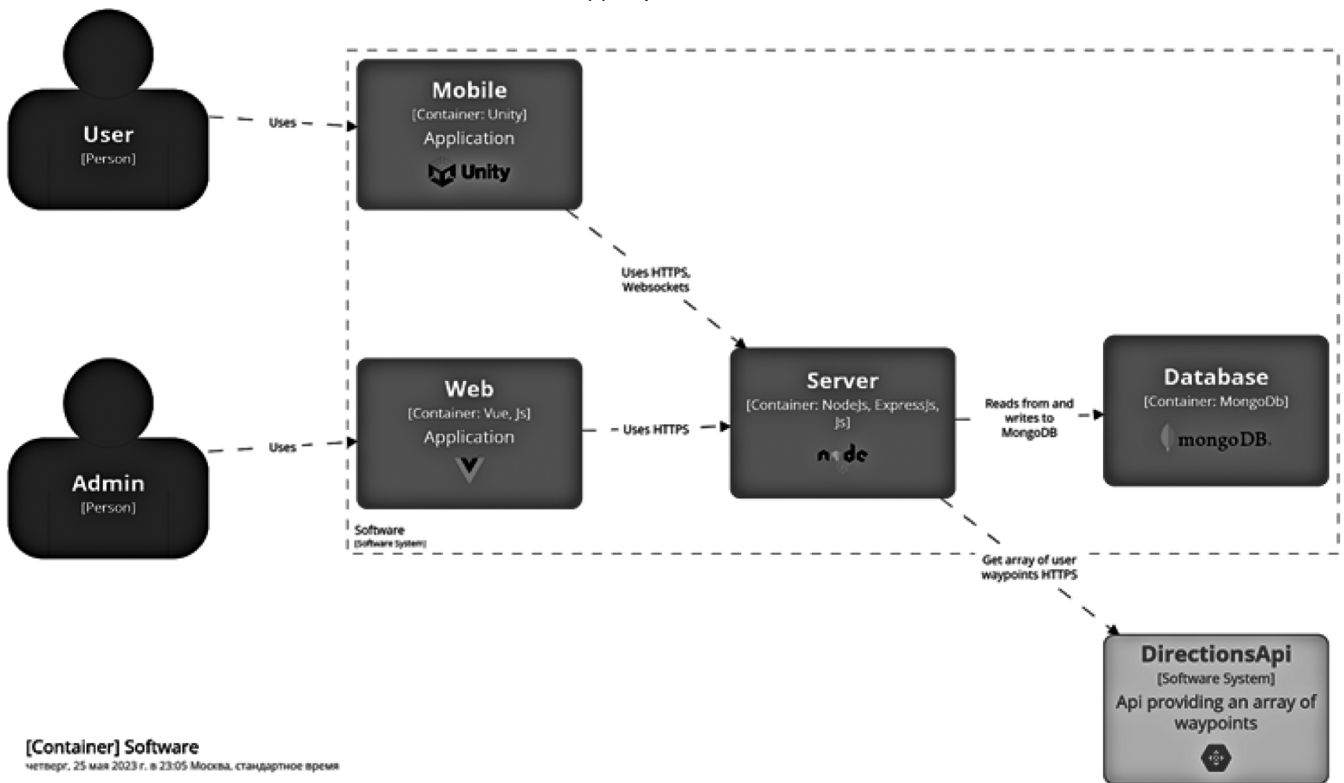 User
[Person]
Uses
Mobile
[Container: Unity]
Application
Unity
Uses HTTPS,
Websockets
Admin
[Person]
Uses
Web
[Container: Vue, Js]
Application
Uses HTTPS
Server
[Container: NodeJs, ExpressJs,
Js]
node
Reads from and
writes to
MongoDB
Database
[Container: MongoDb]
mongoDB.
Software
[Software System]
Get array of user
waypoints HTTPS
DirectionsApi
[Software System]
Api providing an array of
waypoints
[Container] Software
четверг, 25 мая 2023 г. в 23:05 Москва, стандартное время